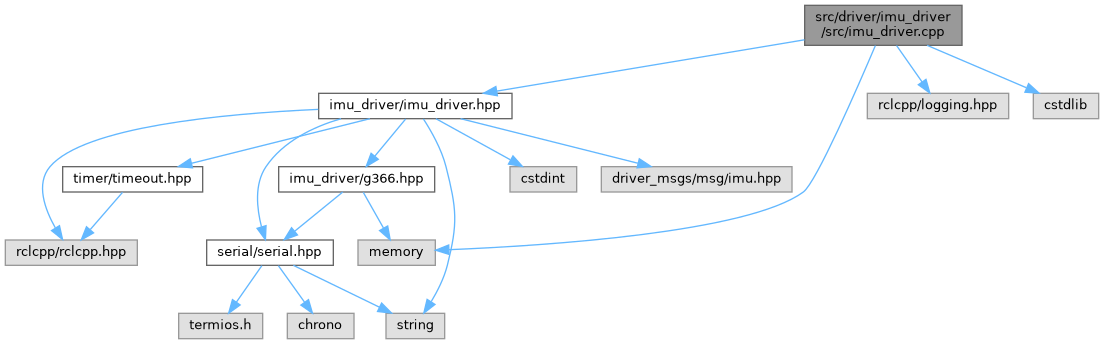 src/driver/imu_driver
/src/imu_driver.cpp
imu_driver/imu_driver.hpp
rclcpp/logging.hpp
cstdlib
timer/timeout.hpp
imu_driver/g366.hpp
cstdint
driver_msgs/msg/imu.hpp
rclcpp/rclcpp.hpp
serial/serial.hpp
memory
termios.h
chrono
string